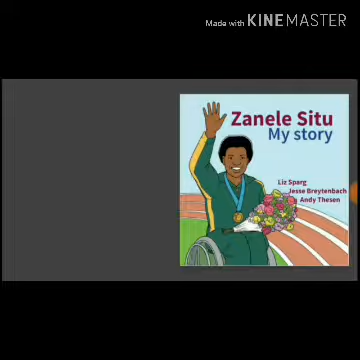 Made with KINEMASTER
Zanele Situ
My story
Liz Sparg
Jesse Breytenbach
Andy Thesen